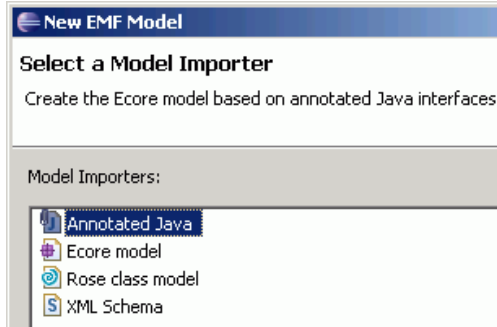 New EMF Model
Select a Model Importer
Create the Ecore model based on annotated Java interfaces
Model Importers:
Annotated Java
Ecore model
Rose class model
XML Schema